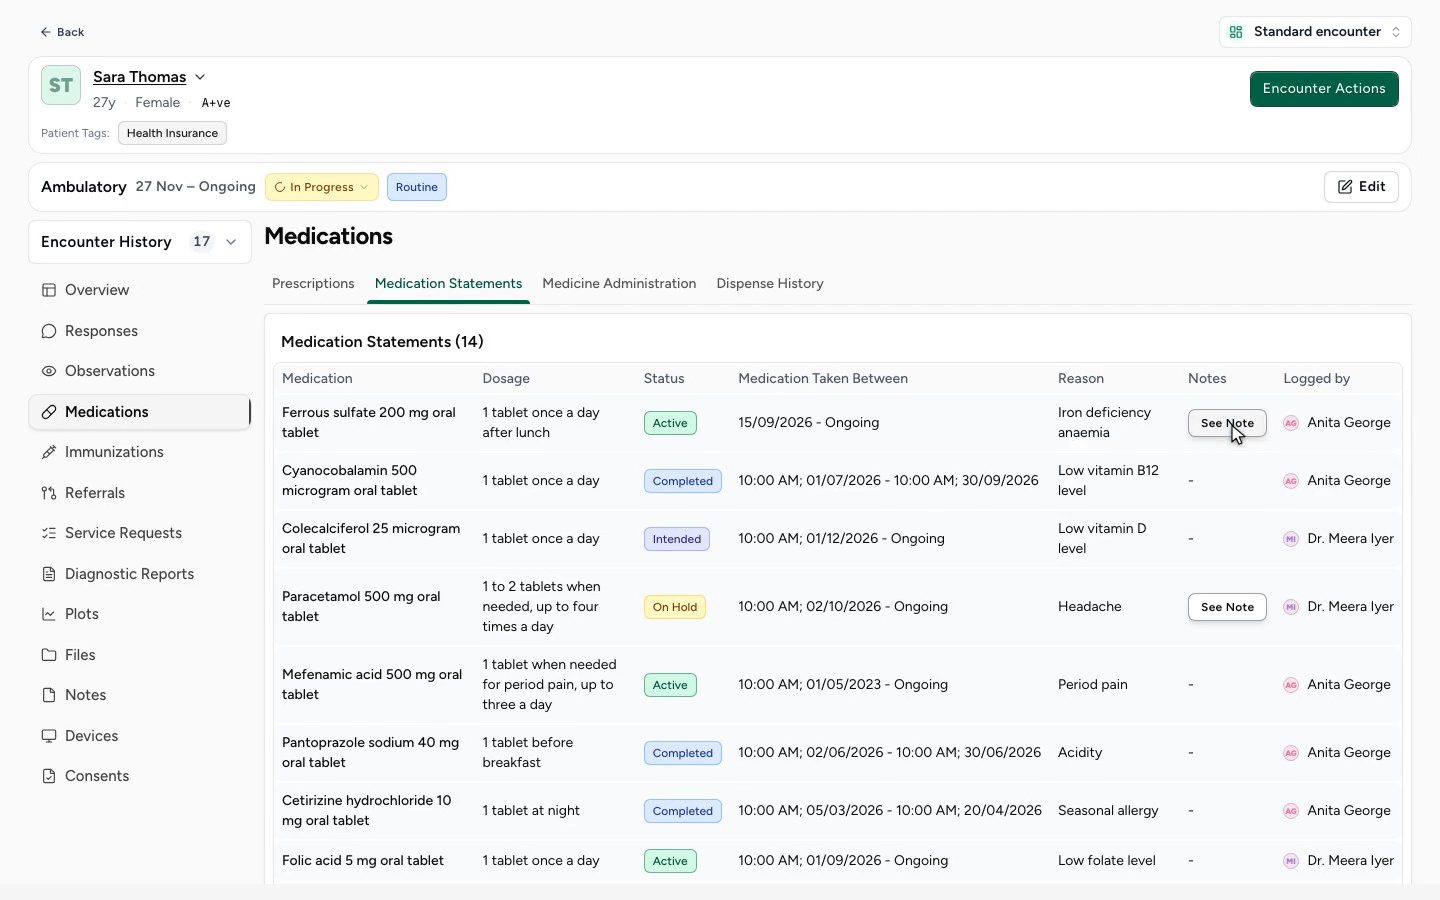 Back
Standard encounter
ST
Sara Thomas
27y · Female · A+ve
Encounter Actions
Patient Tags: Health Insurance
Ambulatory 27 Nov – Ongoing In Progress Routine
Edit
Encounter History 17
Overview
Responses
Observations
Medications
Immunizations
Referrals
Service Requests
Diagnostic Reports
Plots
Files
Notes
Devices
Consents
Medications
Prescriptions Medication Statements Medicine Administration Dispense History
Medication Statements (14)
Medication Dosage Status Medication Taken Between Reason Notes Logged by
Ferrous sulfate 200 mg oral
tablet
1 tablet once a day
after lunch
Active
15/09/2026 - Ongoing
Iron deficiency
anaemia
See Note
AG Anita George
Cyanocobalamin 500
microgram oral tablet
1 tablet once a day
Completed
10:00 AM; 01/07/2026 - 10:00 AM; 30/09/2026
Low vitamin B12
level
-
AG Anita George
Colecalciferol 25 microgram
oral tablet
1 tablet once a day
Intended
10:00 AM; 01/12/2026 - Ongoing
Low vitamin D
level
-
MI Dr. Meera Iyer
Paracetamol 500 mg oral
tablet
1 to 2 tablets when
needed, up to four
times a day
On Hold
10:00 AM; 02/10/2026 - Ongoing
Headache
See Note
MI Dr. Meera Iyer
Mefenamic acid 500 mg oral
tablet
1 tablet when needed
for period pain, up to
three a day
Active
10:00 AM; 01/05/2023 - Ongoing
Period pain
-
AG Anita George
Pantoprazole sodium 40 mg
oral tablet
1 tablet before
breakfast
Completed
10:00 AM; 02/06/2026 - 10:00 AM; 30/06/2026
Acidity
-
AG Anita George
Cetirizine hydrochloride 10
mg oral tablet
1 tablet at night
Completed
10:00 AM; 05/03/2026 - 10:00 AM; 20/04/2026
Seasonal allergy
-
AG Anita George
Folic acid 5 mg oral tablet
1 tablet once a day
Active
10:00 AM; 01/09/2026 - Ongoing
Low folate level
-
MI Dr. Meera Iyer